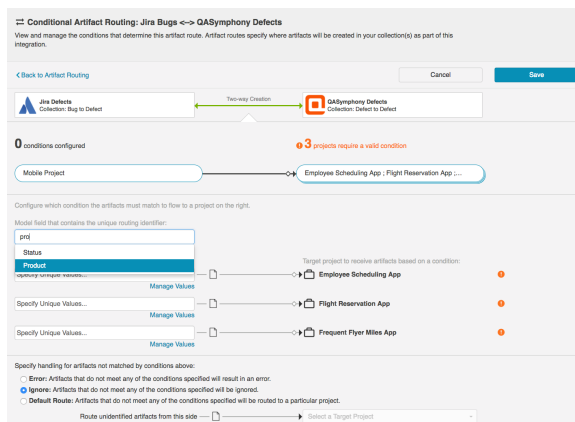 Conditional Artifact Routing: Jira Bugs <--> QASymphony Defects
View and manage the conditions that determine this artifact route. Artifact routes specify where artifacts will be created in your collection(s) as part of this
integration.
Back to Artifact Routing
Cancel
Save
Jira Defects
Collection: Bug to Defect
Two-way Creation
QASymphony Defects
Collection: Defect to Defect
0 conditions configured
3 projects require a valid condition
Mobile Project
Employee Scheduling App ; Flight Reservation App ;...
Configure which condition the artifacts must match to flow to a project on the right.
Model field that contains the unique routing identifier:
pro
Status
Product
Target project to receive artifacts based on a condition:
Specify Unique Values...
Employee Scheduling App
Manage Values
Specify Unique Values...
Flight Reservation App
Manage Values
Specify Unique Values...
Frequent Flyer Miles App
Manage Values
Specify handling for artifacts not matched by conditions above:
Error: Artifacts that do not meet any of the conditions specified will result in an error.
Ignore: Artifacts that do not meet any of the conditions specified will be ignored.
Default Route: Artifacts that do not meet any of the conditions specified will be routed to a particular project.
Route unidentified artifacts from this side
Select a Target Project